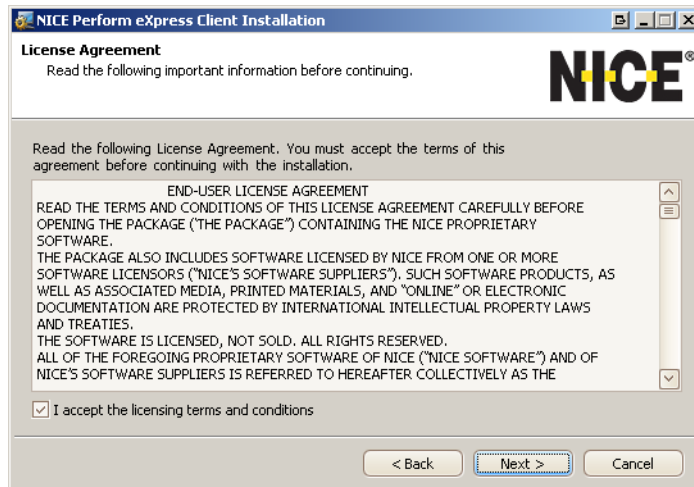 NICE Perform eXpress Client Installation
License Agreement
Read the following important information before continuing.
NICE®
Read the following License Agreement. You must accept the terms of this
agreement before continuing with the installation.
END-USER LICENSE AGREEMENT
READ THE TERMS AND CONDITIONS OF THIS LICENSE AGREEMENT CAREFULLY BEFORE
OPENING THE PACKAGE ("THE PACKAGE") CONTAINING THE NICE PROPRIETARY
SOFTWARE.
THE PACKAGE ALSO INCLUDES SOFTWARE LICENSED BY NICE FROM ONE OR MORE
SOFTWARE LICENSORS ("NICE'S SOFTWARE SUPPLIERS"). SUCH SOFTWARE PRODUCTS, AS
WELL AS ASSOCIATED MEDIA, PRINTED MATERIALS, AND "ONLINE" OR ELECTRONIC
DOCUMENTATION ARE PROTECTED BY INTERNATIONAL INTELLECTUAL PROPERTY LAWS
AND TREATIES.
THE SOFTWARE IS LICENSED, NOT SOLD. ALL RIGHTS RESERVED.
ALL OF THE FOREGOING PROPRIETARY SOFTWARE OF NICE ("NICE SOFTWARE") AND OF
NICE'S SOFTWARE SUPPLIERS IS REFERRED TO HEREAFTER COLLECTIVELY AS THE
I accept the licensing terms and conditions
< Back
Next >
Cancel